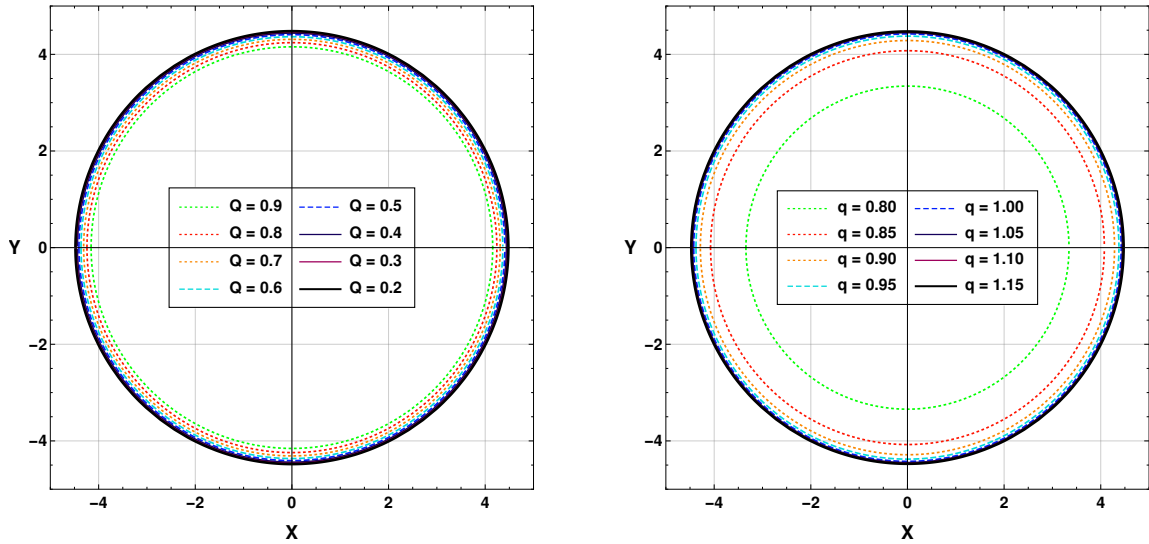 4
2
0
−2
−4
Y
−4 −2 0 2 4
X
Q = 0.9 Q = 0.5
Q = 0.8 Q = 0.4
Q = 0.7 Q = 0.3
Q = 0.6 Q = 0.2
4
2
0
−2
−4
Y
−4 −2 0 2 4
X
q = 0.80 q = 1.00
q = 0.85 q = 1.05
q = 0.90 q = 1.10
q = 0.95 q = 1.15